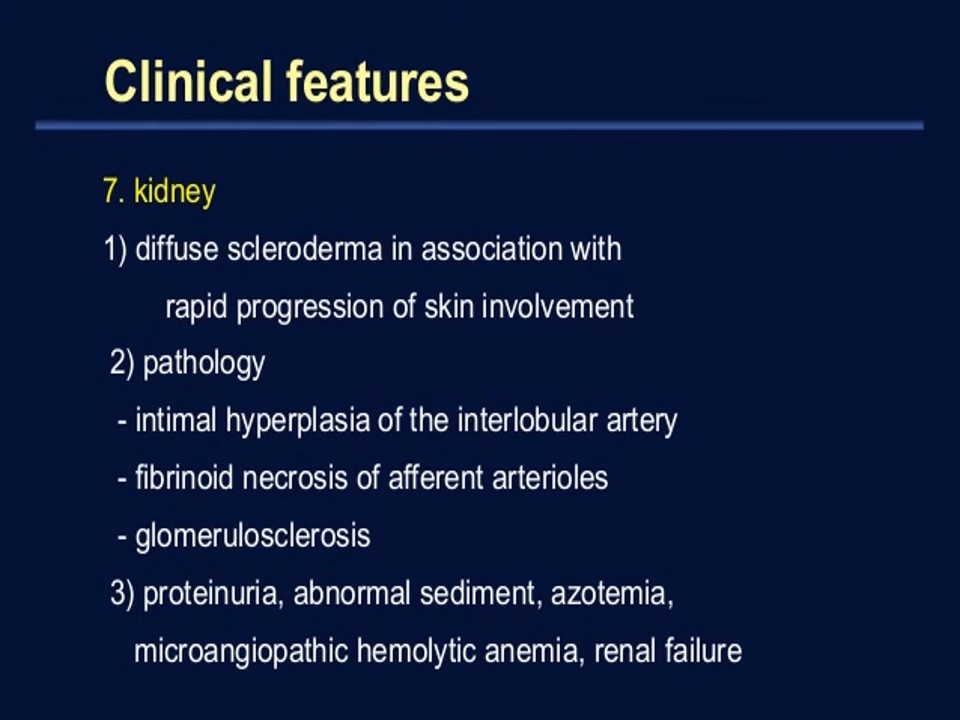 Clinical features
7. kidney
1) diffuse scleroderma in association with
rapid progression of skin involvement
2) pathology
- intimal hyperplasia of the interlobular artery
- fibrinoid necrosis of afferent arterioles
- glomerulosclerosis
3) proteinuria, abnormal sediment, azotemia,
microangiopathic hemolytic anemia, renal failure